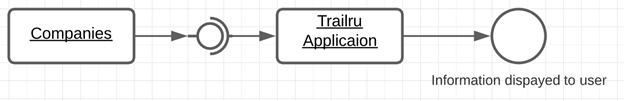 Companies
Trailru
Applicaion
Information dispayed to user